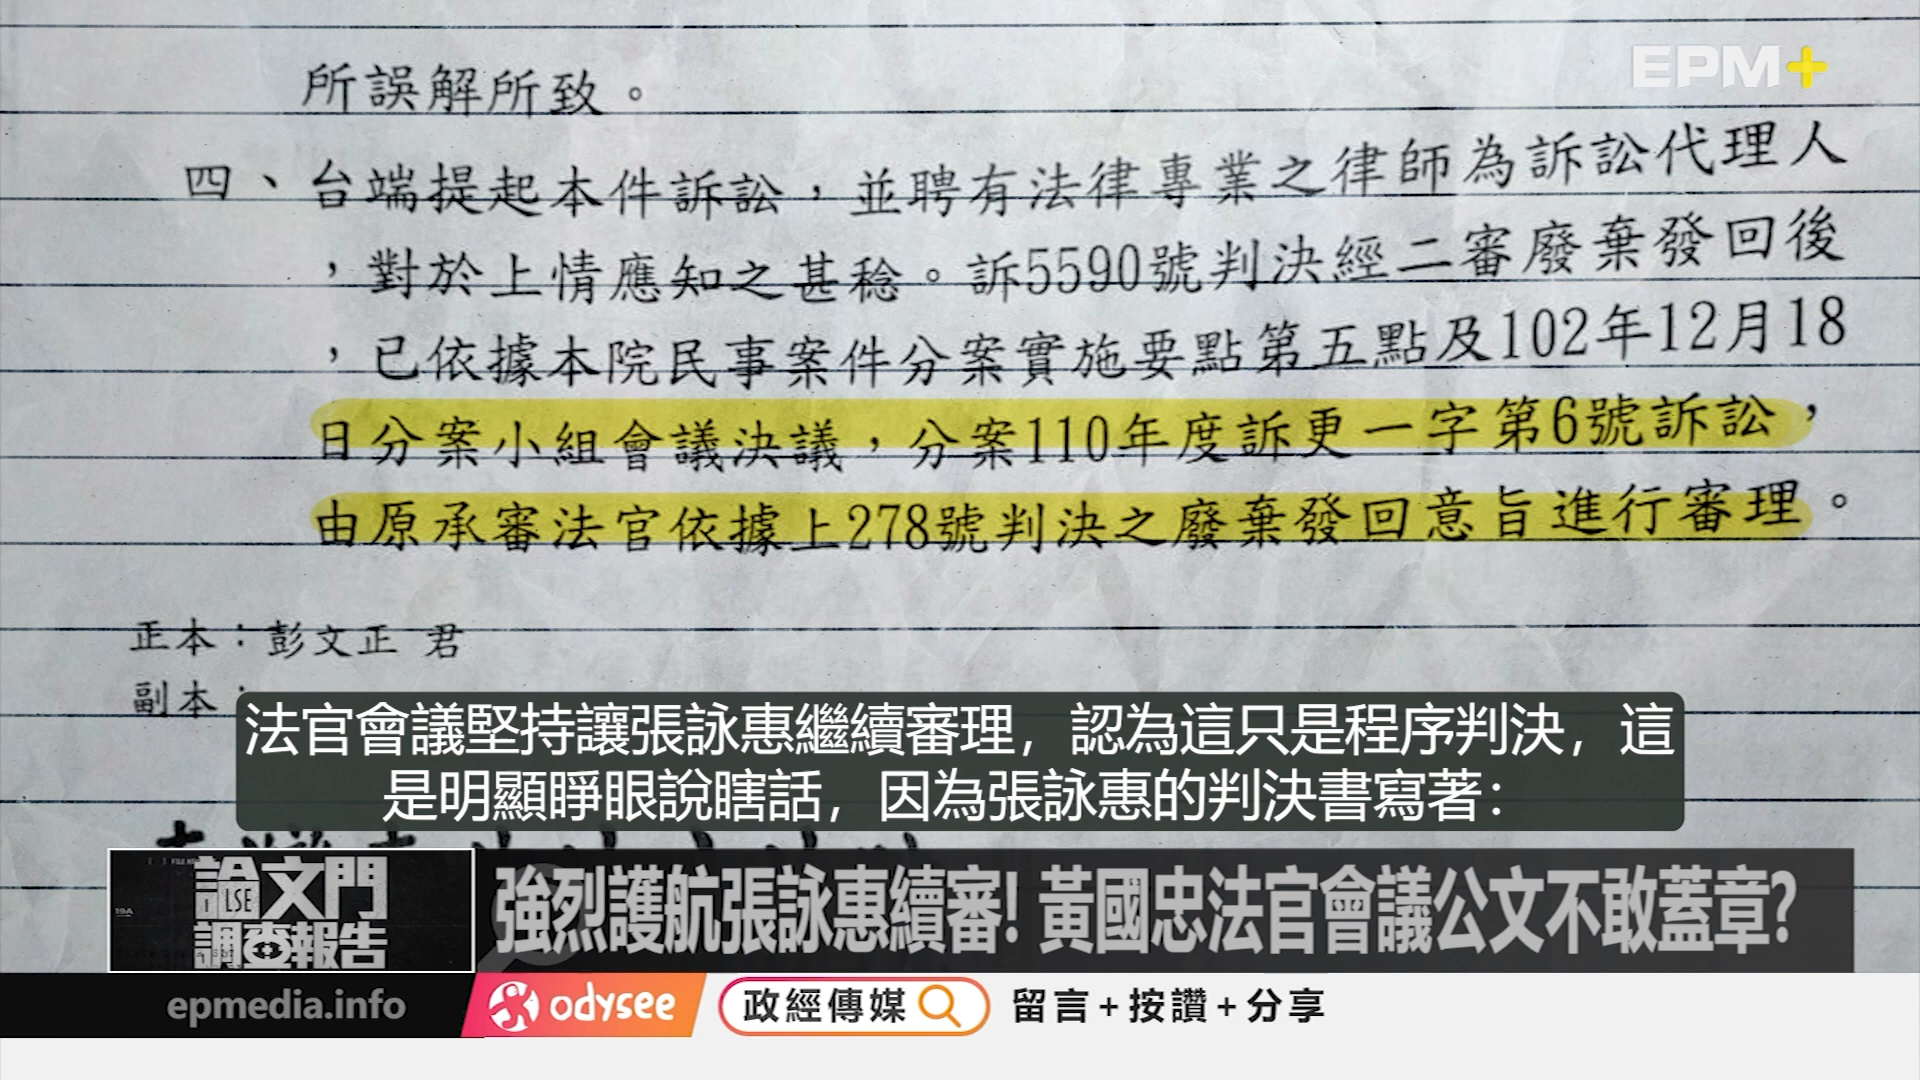 EPM+
所誤解所致。
四、台端提起本件訴訟，並聘有法律專業之律師為訴訟代理人
，對於上情應知之甚稔。訴5590號判決經二審廢棄發回後
，已依據本院民事案件分案實施要點第五點及102年12月18
日分案小組會議決議，分案110年度訴更一字第6號訴訟，
由原承審法官依據上278號判決之廢棄發回意旨進行審理。
正本：彭文正 君
副本：
法官會議堅持讓張詠惠繼續審理，認為這只是程序判決，這
是明顯睜眼說瞎話，因為張詠惠的判決書寫著：
論文門
LSE
調查報告
19A
強烈護航張詠惠續審！黃國忠法官會議公文不敢蓋章？
epmedia.info
odysee
政經傳媒
留言+按讚+分享